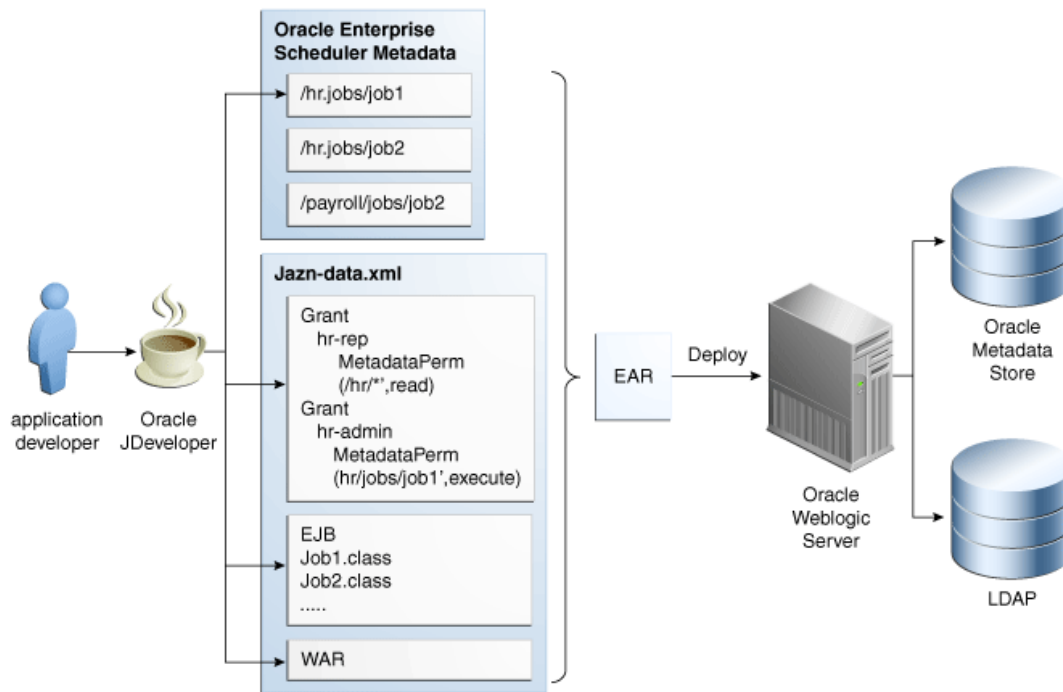 Oracle Enterprise
Scheduler Metadata
/hr.jobs/job1
/hr.jobs/job2
/payroll/jobs/job2
Jazn-data.xml
Grant
hr-rep
MetadataPerm
(/hr/*’,read)
Grant
hr-admin
MetadataPerm
(hr/jobs/job1’,execute)
EJB
Job1.class
Job2.class
.....
WAR
application
developer
Oracle
JDeveloper
EAR
Deploy
Oracle
Weblogic
Server
Oracle
Metadata
Store
LDAP